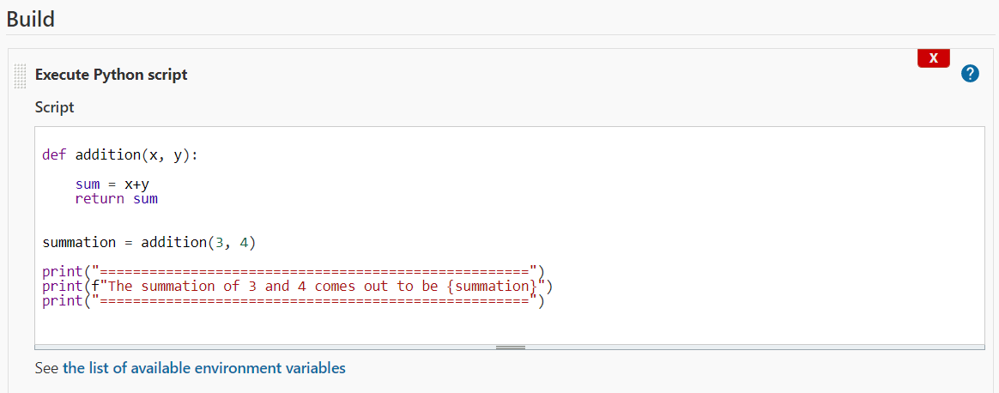 Build
X
Execute Python script
?
Script
def addition(x, y):
    sum = x+y
    return sum
summation = addition(3, 4)
print("====================================================")
print(f"The summation of 3 and 4 comes out to be {summation}")
print("====================================================")
See the list of available environment variables